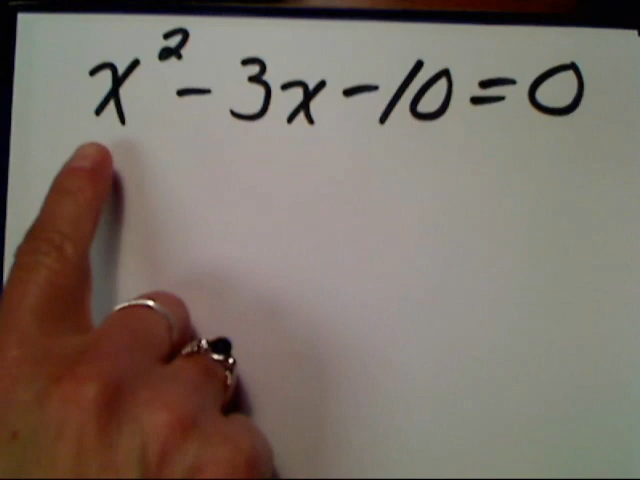 x² - 3x - 10 = 0